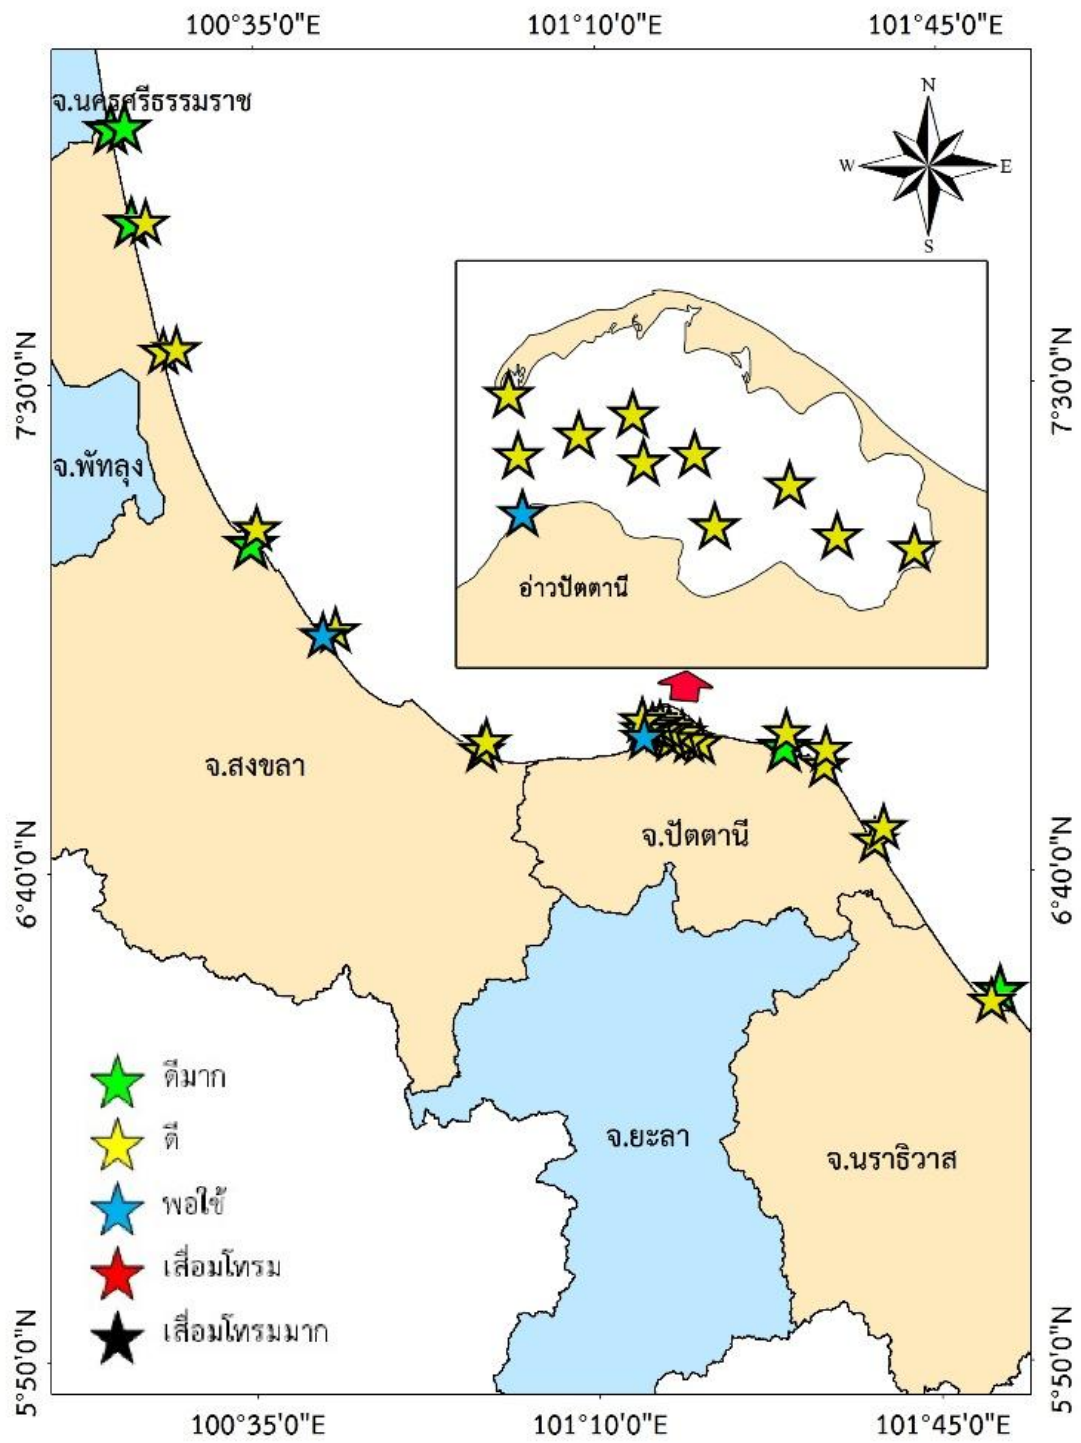 100°35'0"E
101°10'0"E
101°45'0"E
จ.นครศรีธรรมราช
N
W
E
S
7°30'0"N
7°30'0"N
จ.พัทลุง
อ่าวปัตตานี
จ.สงขลา
จ.ปัตตานี
6°40'0"N
6°40'0"N
ดีมาก
ดี
พอใช้
เสื่อมโทรม
เสื่อมโทรมมาก
จ.ยะลา
จ.นราธิวาส
5°50'0"N
5°50'0"N
100°35'0"E
101°10'0"E
101°45'0"E